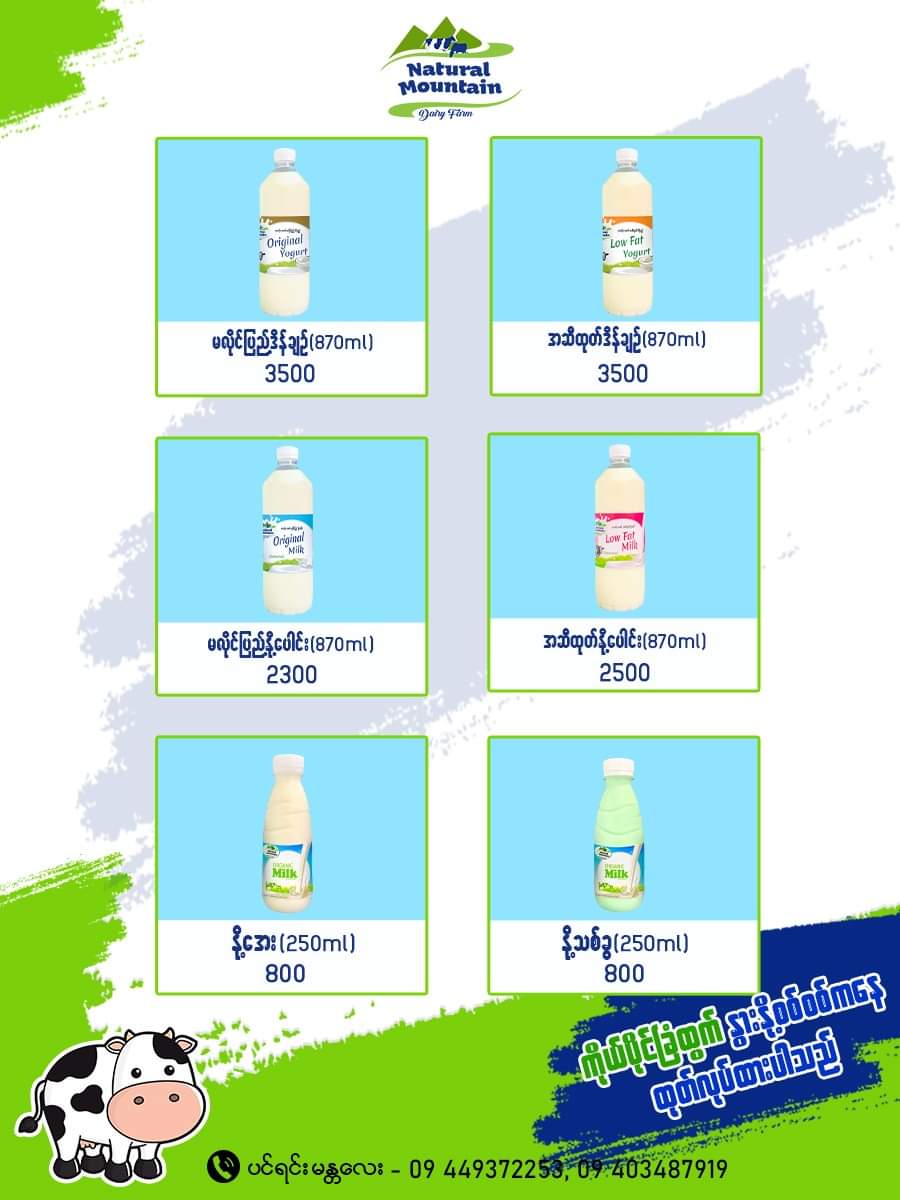 Natural
Mountain
Dairy Farm
Original
Yogurt
Low Fat
Yogurt
မလိုင်ပြည့်ဒိန်ချဉ်(870ml)
3500
အဆီထုတ်ဒိန်ချဉ်(870ml)
3500
Original
Milk
Low Fat
Milk
မလိုင်ပြည့်နို့ပေါင်း(870ml)
2300
အဆီထုတ်နို့ပေါင်း(870ml)
2500
ORGANIC
Milk
ORGANIC
Milk
နို့အေး(250ml)
800
နို့သစ်ခွ(250ml)
800
ကိုယ်ပိုင်ခြံထွက် နွားနို့စစ်စစ်ကနေ
ထုတ်လုပ်ထားပါသည်
ပင်ရင်းမန္တလေး - 09 449372253, 09 403487919